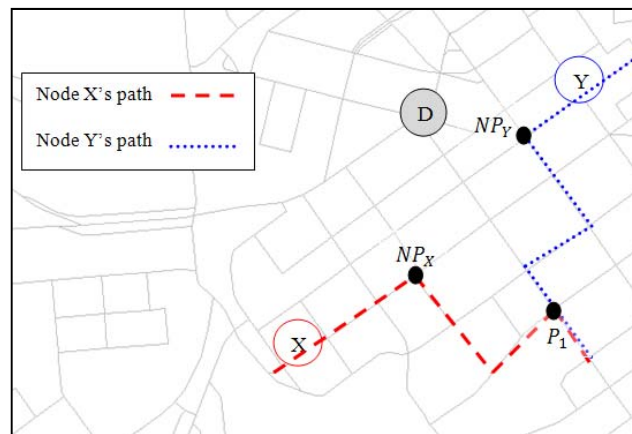 Node X's path
Node Y's path
D
Y
NP_Y
NP_X
X
P_1